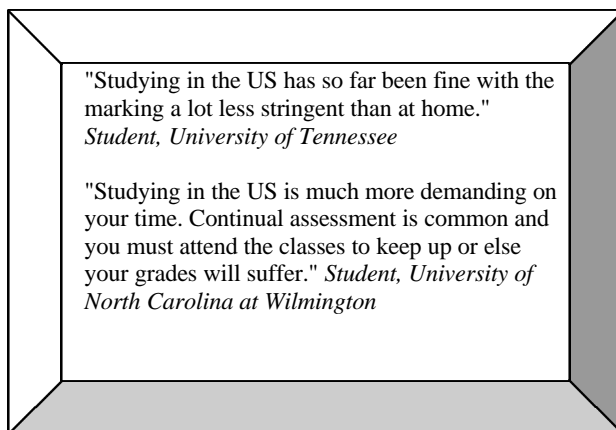 "Studying in the US has so far been fine with the
marking a lot less stringent than at home."
Student, University of Tennessee
"Studying in the US is much more demanding on
your time. Continual assessment is common and
you must attend the classes to keep up or else
your grades will suffer." Student, University of
North Carolina at Wilmington